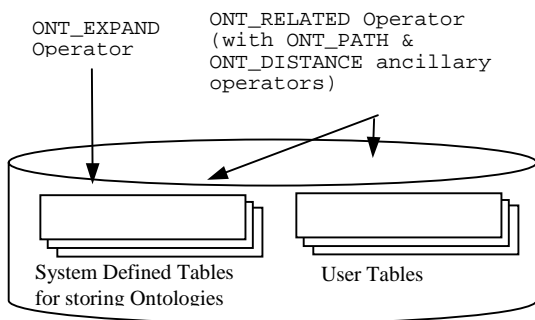 ONT_EXPAND
Operator
ONT_RELATED Operator
(with ONT_PATH &
ONT_DISTANCE ancillary
operators)
System Defined Tables
for storing Ontologies
User Tables